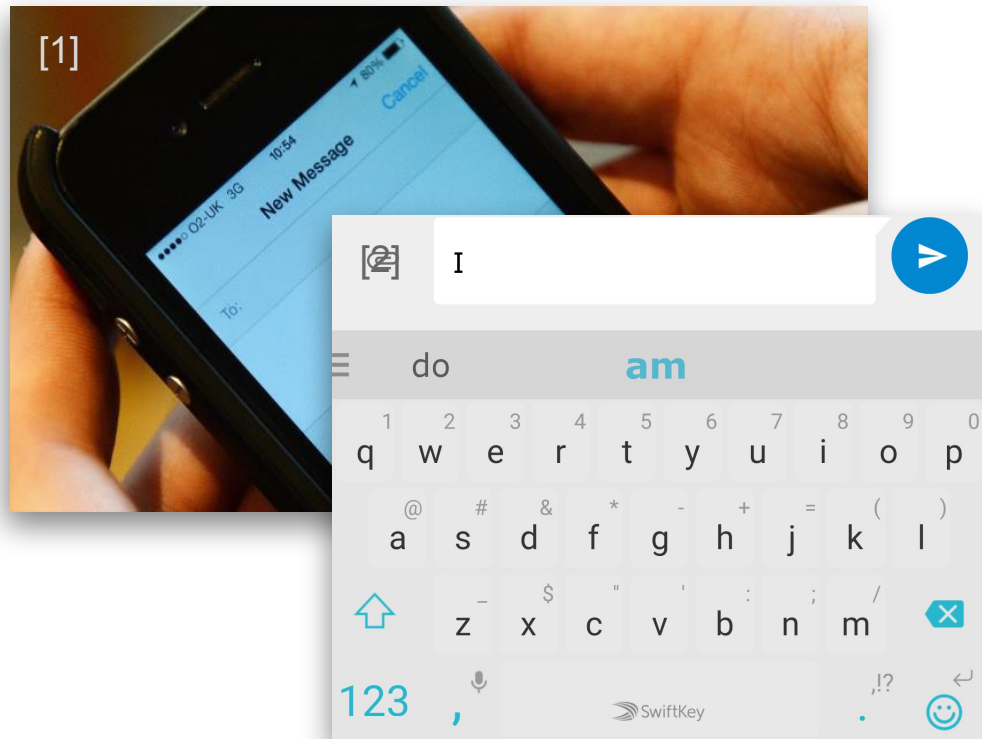 [1]
80%
Cancel
10:54
New Message
O2-UK 3G
To:
[2]
I
do am
1 2 3 4 5 6 7 8 9 0
q w e r t y u i o p
@ # & * - + = ( )
a s d f g h j k l
_ $ " ' : ; /
z x c v b n m
,!?
123 , SwiftKey .